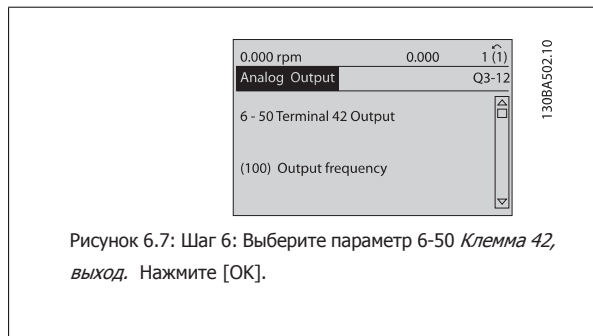 0.000 rpm 0.000 1 (1)
Analog Output Q3-12
6 - 50 Terminal 42 Output
(100) Output frequency
130BA502.10
Рисунок 6.7: Шаг 6: Выберите параметр 6-50 Клемма 42,
выход. Нажмите [OK].